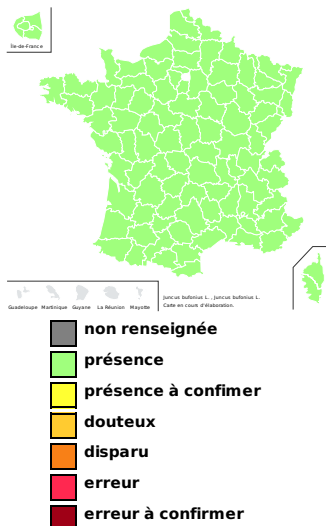 Île-de-France
Guadeloupe Martinique Guyane La Réunion Mayotte
Juncus bufonius L. , Juncus bufonius L.
Carte en cours d'élaboration.
non renseignée
présence
présence à confimer
douteux
disparu
erreur
erreur à confirmer